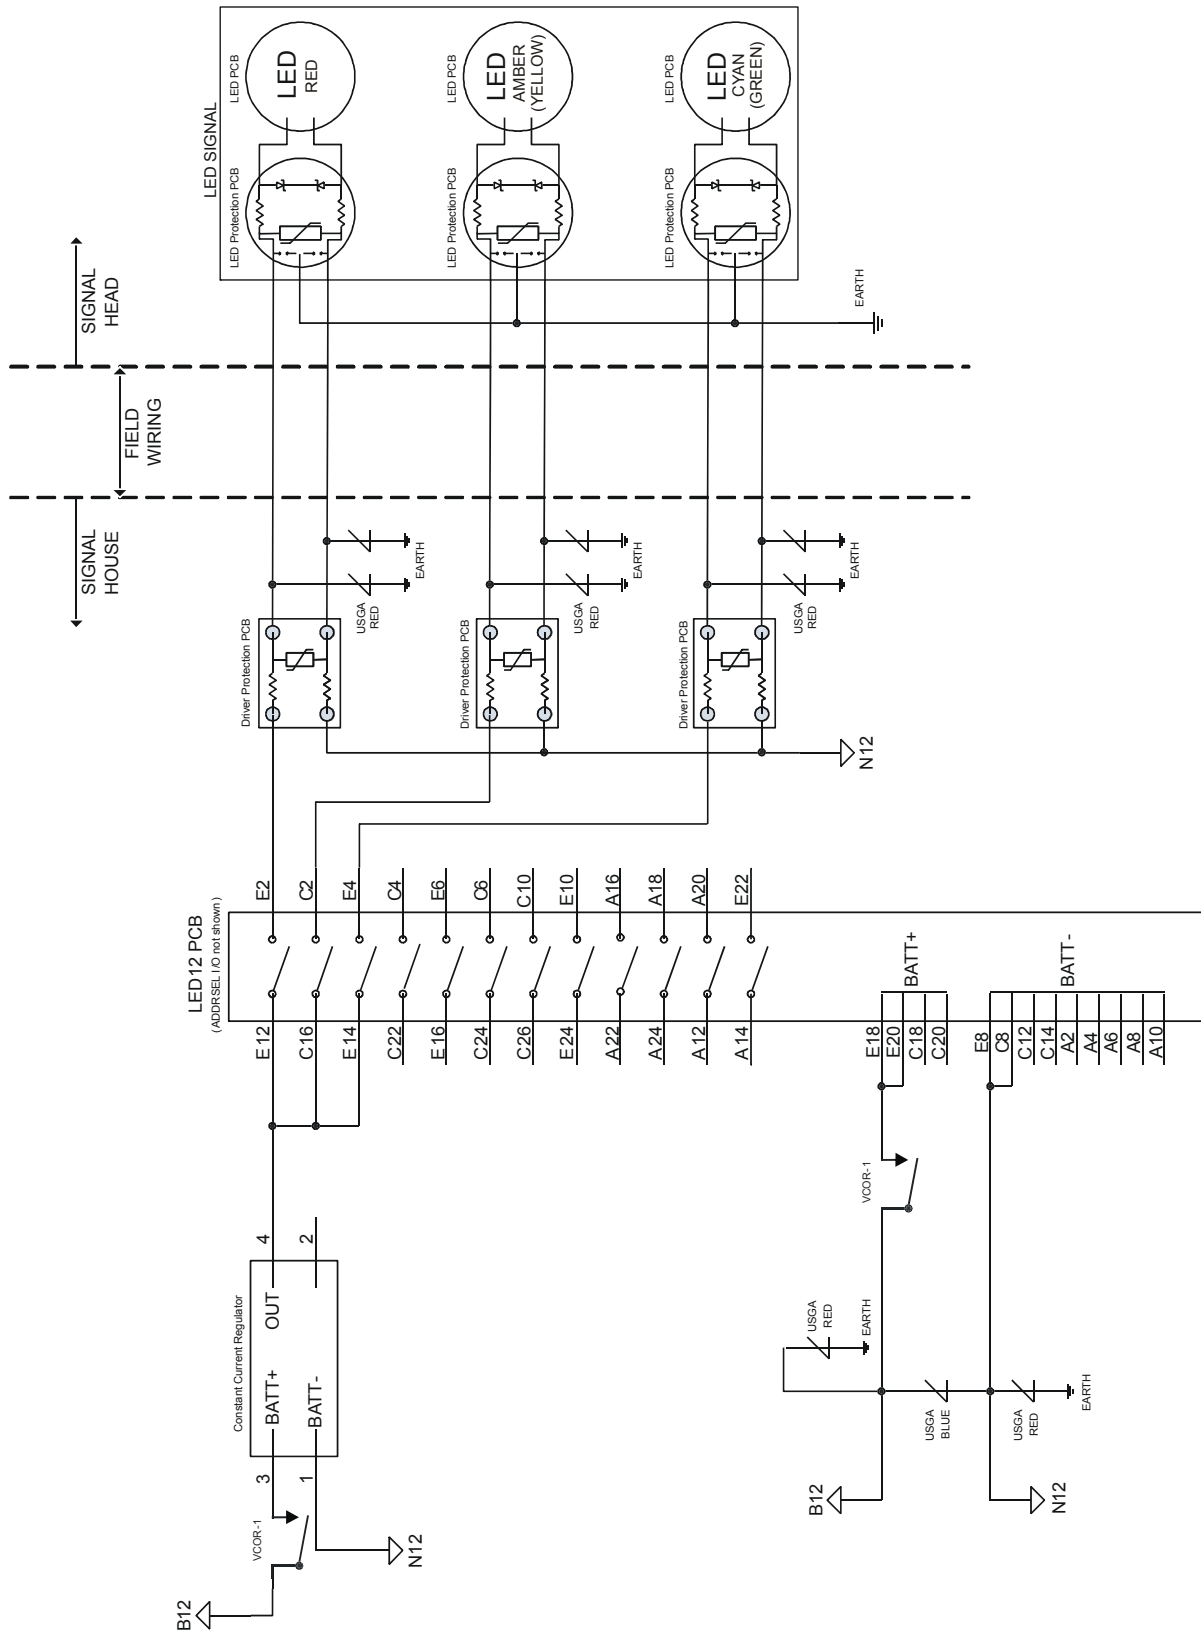 LED SIGNAL
LED PCB
LED
RED
LED PCB
LED
AMBER
(YELLOW)
LED PCB
LED
CYAN
(GREEN)
LED Protection PCB
LED Protection PCB
LED Protection PCB
SIGNAL
HEAD
EARTH
FIELD
WIRING
SIGNAL
HOUSE
USGA
RED
EARTH
USGA
RED
EARTH
USGA
RED
EARTH
Driver Protection PCB
Driver Protection PCB
Driver Protection PCB
N12
LED12 PCB
(ADDRSEL I/O not shown)
E2
C2
E4
C4
E6
C6
C10
E10
A16
A18
A20
E22
E12
C16
E14
C22
E16
C24
C26
E24
A22
A24
A12
A14
BATT+
E18
E20
C18
C20
BATT-
E8
C8
C12
C14
A2
A4
A6
A8
A10
VCOR-1
4
2
Constant Current Regulator
OUT
BATT+
BATT-
3
1
VCOR-1
B12
N12
USGA
RED
EARTH
USGA
BLUE
USGA
RED
EARTH
B12
N12